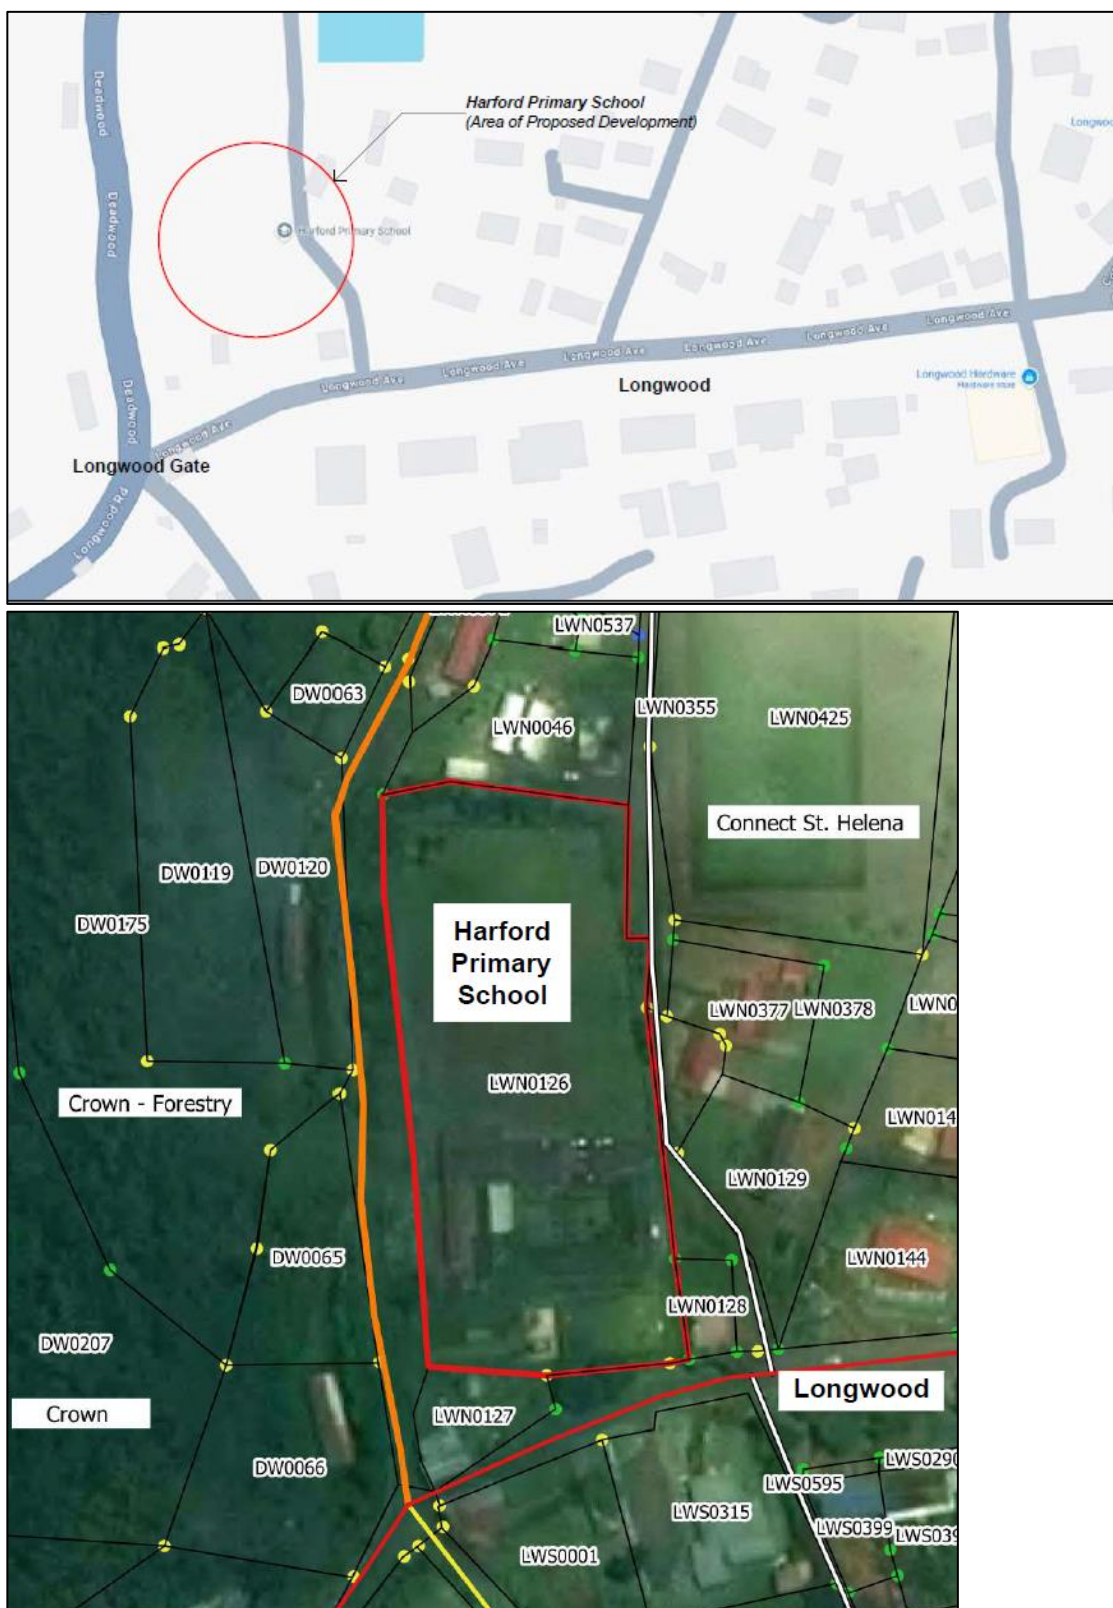 Deadwood
Harford Primary School
(Area of Proposed Development)
Longwood
Deadwood
Harford Primary School
Longwood Ave
Longwood Ave
Longwood Ave
Longwood Ave
Longwood Ave
Longwood Hardware
Hardware store
Longwood
Deadwood
Longwood Ave
Longwood Gate
Longwood Rd
LWN0537
DW0063
LWN0355
LWN0425
LWN0046
Connect St. Helena
DW0119
DW0120
DW0175
Harford
Primary
School
LWN0377
LWN0378
LWN0126
Crown - Forestry
LWN0129
DW0065
LWN0144
LWN0128
DW0207
Longwood
Crown
LWN0127
DW0066
LWS0290
LWS0595
LWS0315
LWS0399
LWS0001